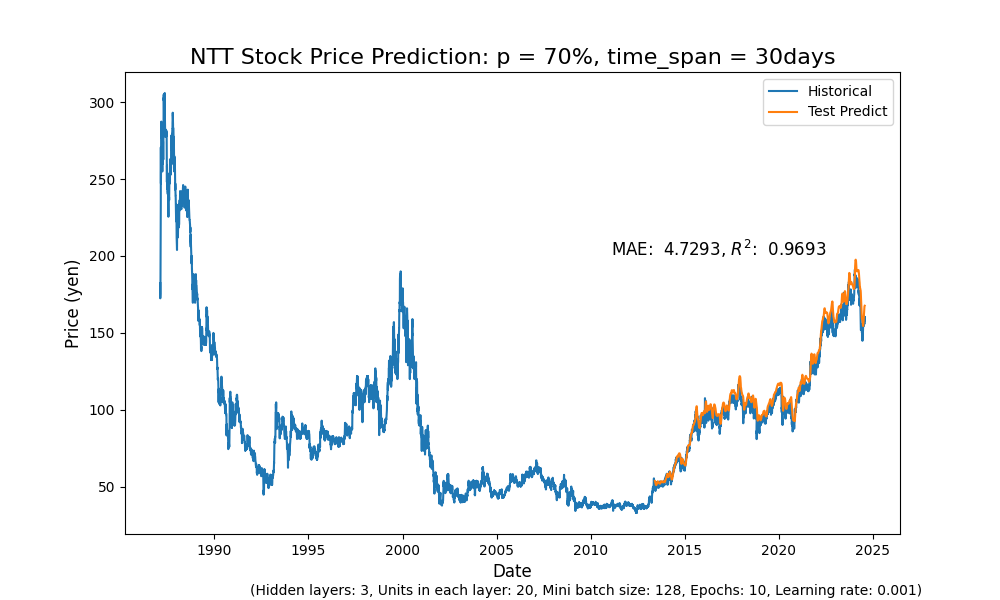 NTT Stock Price Prediction: p = 70%, time_span = 30days
Historical
Test Predict
MAE:  4.7293, R²:  0.9693
Price (yen)
300
250
200
150
100
50
1990
1995
2000
2005
2010
2015
2020
2025
Date
(Hidden layers: 3, Units in each layer: 20, Mini batch size: 128, Epochs: 10, Learning rate: 0.001)